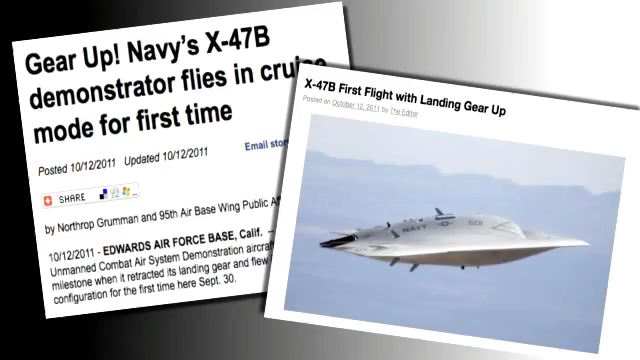 Gear Up! Navy's X-47B
demonstrator flies in cruise
mode for first time
Posted 10/12/2011 Updated 10/12/2011
Email story
SHARE
by Northrop Grumman and 95th Air Base Wing Public
10/12/2011 - EDWARDS AIR FORCE BASE, Calif. --
Unmanned Combat Air System Demonstration aircraft
milestone when it retracted its landing gear and flew
configuration for the first time here Sept. 30.
X-47B First Flight with Landing Gear Up
Posted on October 12, 2011 by The Editor
NAVY 501